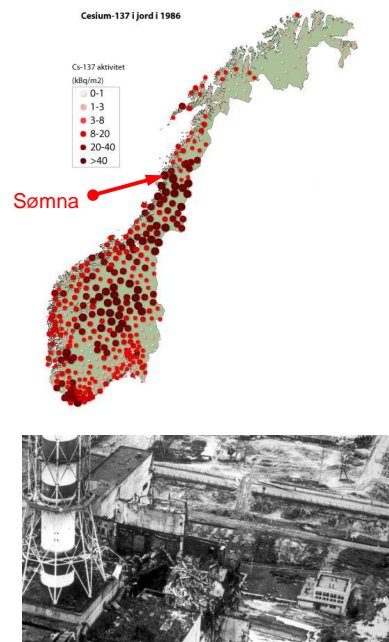 Cesium-137 i jord i 1986
Cs-137 aktivitet
(kBq/m2)
0-1
1-3
3-8
8-20
20-40
>40
Sømna